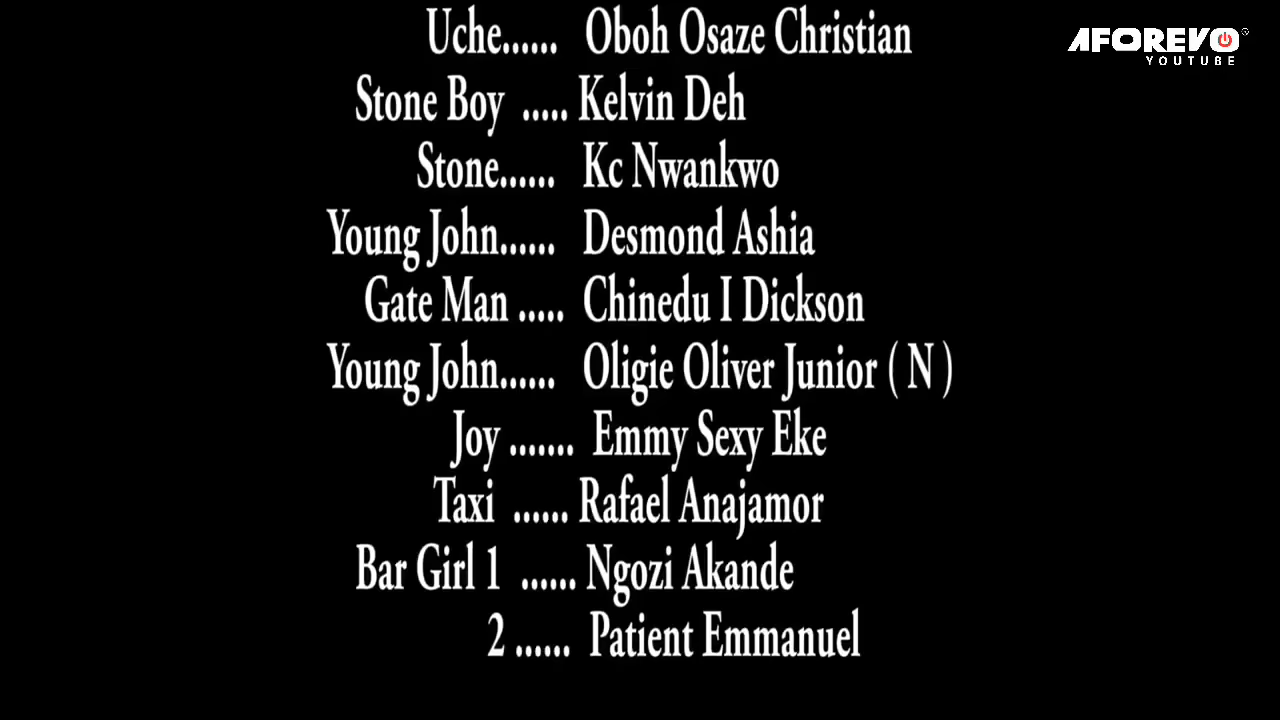 AFOREVO
YOUTUBE
Uche...... Oboh Osaze Christian
Stone Boy ..... Kelvin Deh
Stone...... Kc Nwankwo
Young John...... Desmond Ashia
Gate Man ..... Chinedu I Dickson
Young John...... Oligie Oliver Junior ( N )
Joy ....... Emmy Sexy Eke
Taxi ...... Rafael Anajamor
Bar Girl 1 ...... Ngozi Akande
2 ...... Patient Emmanuel